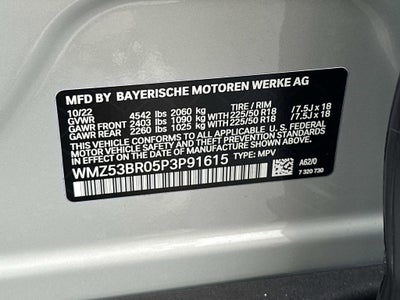 MFD BY BAYERISCHE MOTOREN WERKE AG
10/22 TIRE / RIM
GVWR 4542 lbs 2060 kg
GAWR FRONT 2403 lbs 1090 kg 225/50 R18 /7.5J x 18
GAWR REAR 2260 lbs 1025 kg 225/50 R18 /7.5J x 18
THIS VEHICLE CONFORMS TO ALL APPLICABLE U.S. FEDERAL
MOTOR VEHICLE SAFETY, BUMPER, AND THEFT PREVENTION STANDARDS
IN EFFECT ON THE DATE OF MANUFACTURE SHOWN ABOVE.
WMZ53BR05P3P91615 TYPE: MPV
A62/0
7 320 730